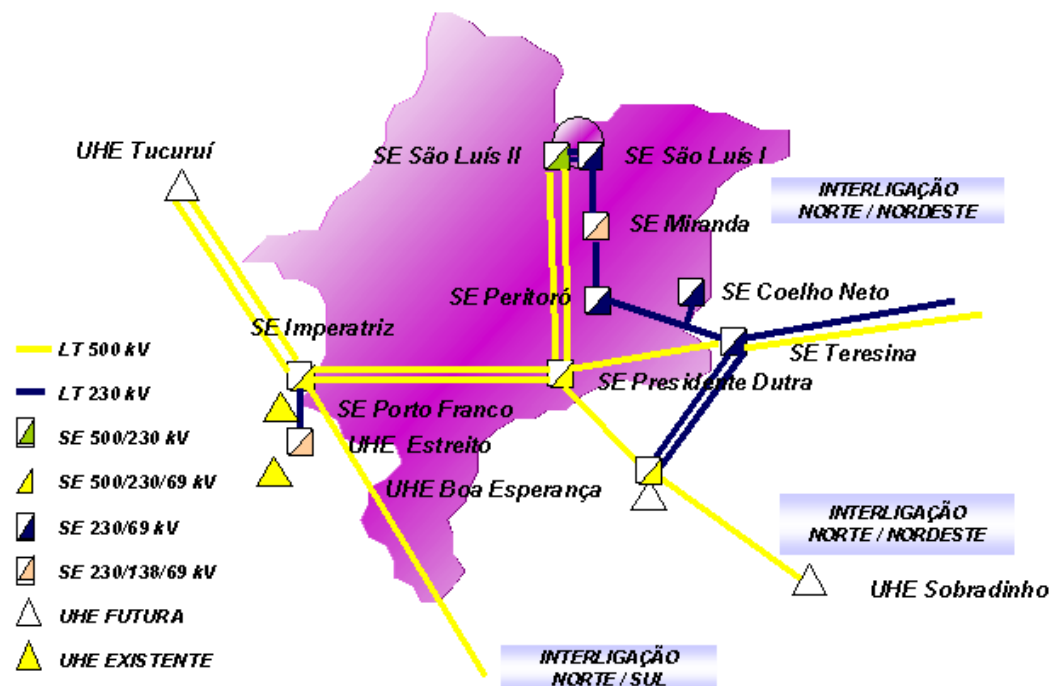 UHE Tucuruí
SE São Luís II
SE São Luís I
INTERLIGAÇÃO
NORTE / NORDESTE
SE Miranda
SE Peritoró
SE Coelho Neto
SE Imperatriz
SE Teresina
LT 500 kV
SE Presidente Dutra
LT 230 kV
SE Porto Franco
SE 500/230 kV
UHE Estreito
SE 500/230/69 kV
UHE Boa Esperança
SE 230/69 kV
INTERLIGAÇÃO
NORTE / NORDESTE
SE 230/138/69 kV
UHE Sobradinho
UHE FUTURA
UHE EXISTENTE
INTERLIGAÇÃO
NORTE / SUL